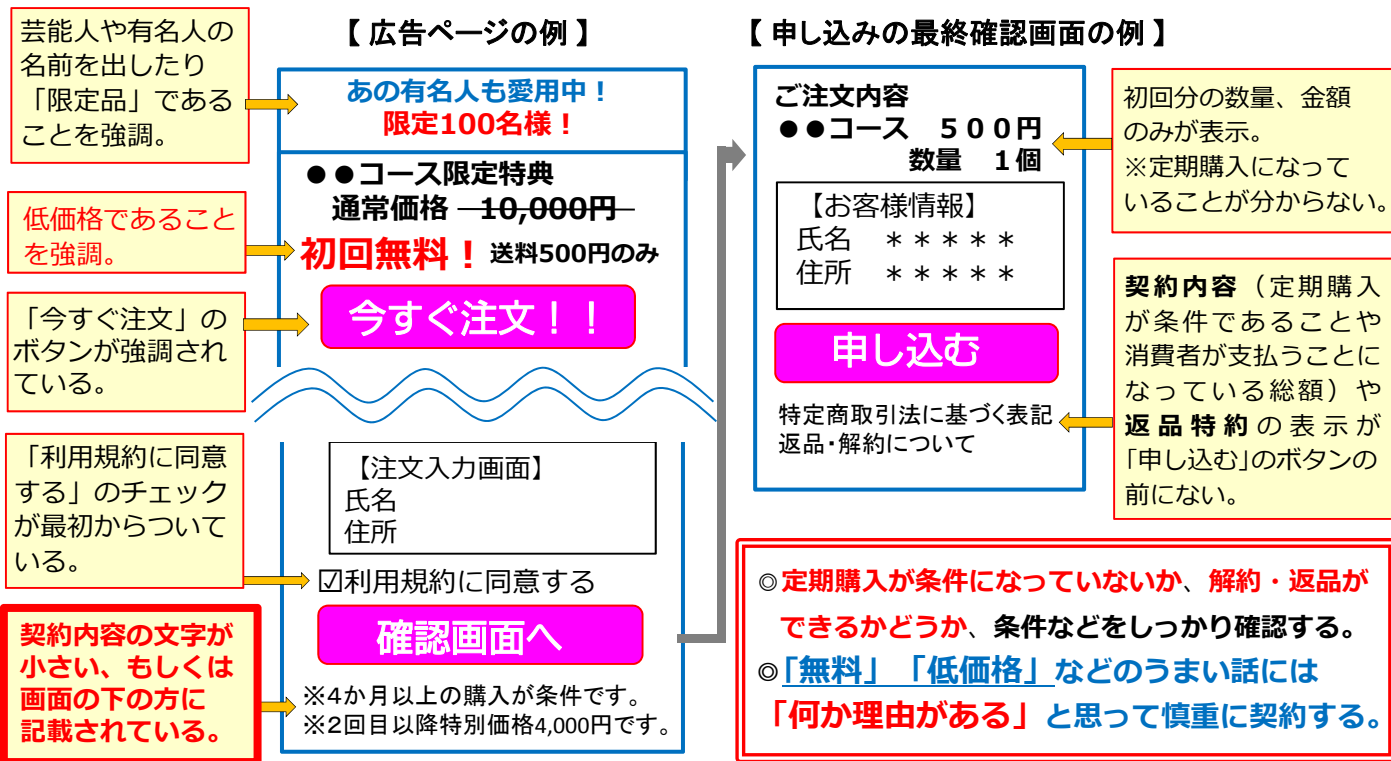 芸能人や有名人の
名前を出したり
「限定品」である
ことを強調。
低価格であること
を強調。
「今すぐ注文」の
ボタンが強調され
ている。
「利用規約に同意
する」のチェック
が最初からついて
いる。
契約内容の文字が
小さい、もしくは
画面の下の方に
記載されている。
【 広告ページの例 】
あの有名人も愛用中！
限定100名様！
●●コース限定特典
通常価格 10,000円
初回無料！ 送料500円のみ
今すぐ注文！！
【注文入力画面】
氏名
住所
☑利用規約に同意する
確認画面へ
※４か月以上の購入が条件です。
※２回目以降特別価格4,000円です。
【 申し込みの最終確認画面の例 】
ご注文内容
●●コース　５００円
数量　１個
【お客様情報】
氏名　＊＊＊＊＊
住所　＊＊＊＊＊
申し込む
特定商取引法に基づく表記
返品・解約について
初回分の数量、金額
のみが表示。
※定期購入になって
いることが分からない。
契約内容（定期購入
が条件であることや
消費者が支払うことに
なっている総額）や
返品特約の表示が
「申し込む」のボタンの
前にない。
◎定期購入が条件になっていないか、解約・返品が
できるかどうか、条件などをしっかり確認する。
◎「無料」「低価格」などのうまい話には
「何か理由がある」と思って慎重に契約する。